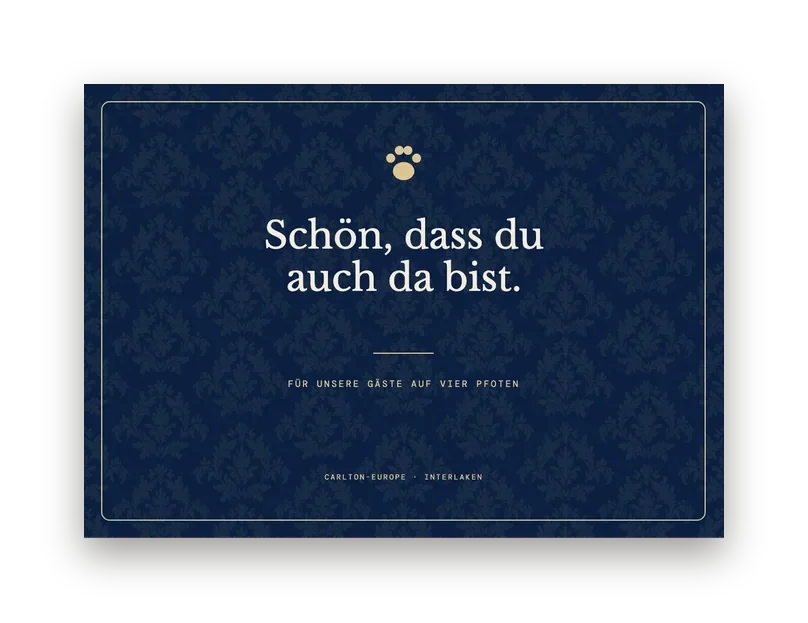 Schön, dass du
auch da bist.
FÜR UNSERE GÄSTE AUF VIER PFOTEN
CARLTON-EUROPE · INTERLAKEN